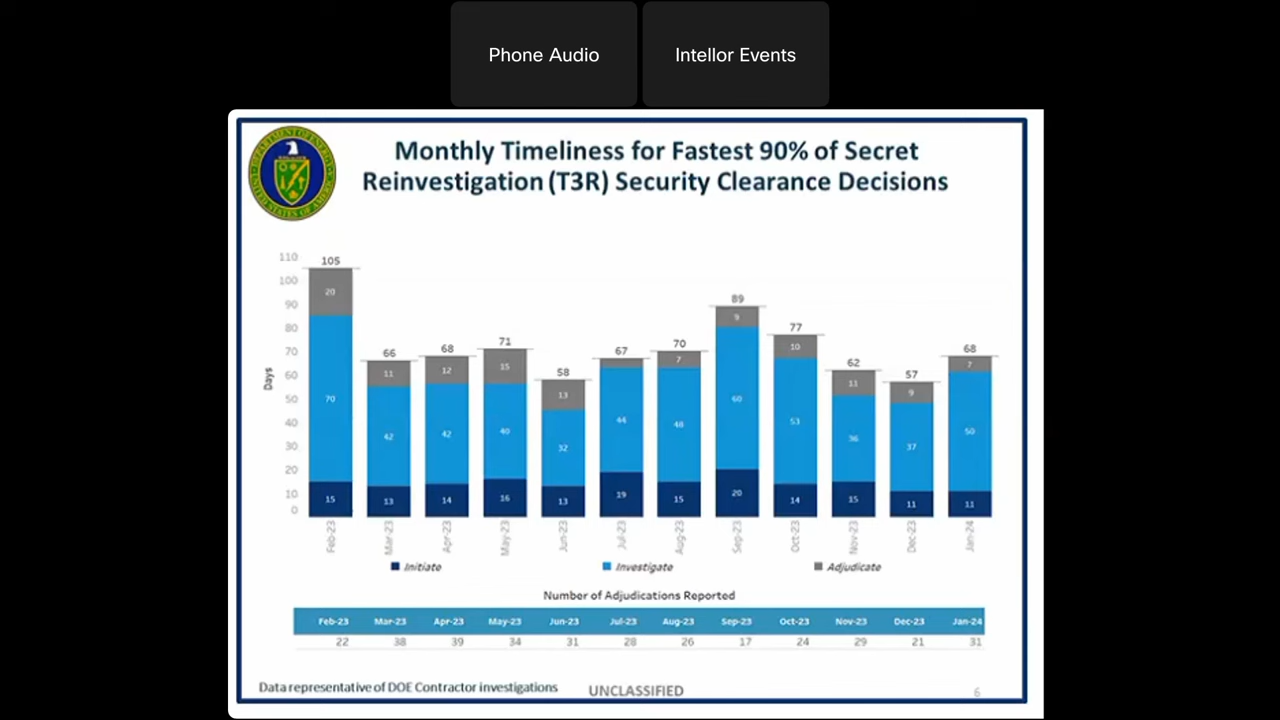 Phone Audio
Intellor Events
Monthly Timeliness for Fastest 90% of Secret
Reinvestigation (T3R) Security Clearance Decisions
Days
110
100
90
80
70
60
50
40
30
20
10
0
105
66
68
71
58
67
70
89
77
62
57
68
20
11
12
15
13
7
9
10
11
9
7
70
42
42
40
32
44
48
60
53
36
37
50
15
13
14
16
13
19
15
20
14
15
11
11
Feb-23
Mar-23
Apr-23
May-23
Jun-23
Jul-23
Aug-23
Sep-23
Oct-23
Nov-23
Dec-23
Jan-24
Initiate
Investigate
Adjudicate
Number of Adjudications Reported
Feb-23 Mar-23 Apr-23 May-23 Jun-23 Jul-23 Aug-23 Sep-23 Oct-23 Nov-23 Dec-23 Jan-24
22 38 39 34 31 28 26 17 24 29 21 31
Data representative of DOE Contractor investigations
UNCLASSIFIED
6